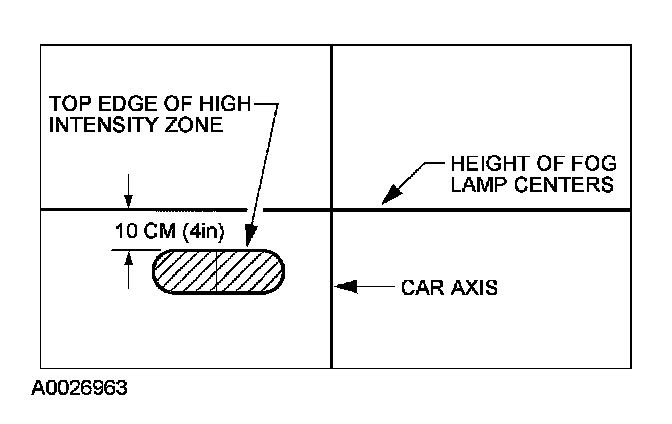 TOP EDGE OF HIGH
INTENSITY ZONE
HEIGHT OF FOG
LAMP CENTERS
10 CM (4in)
CAR AXIS
A0026963